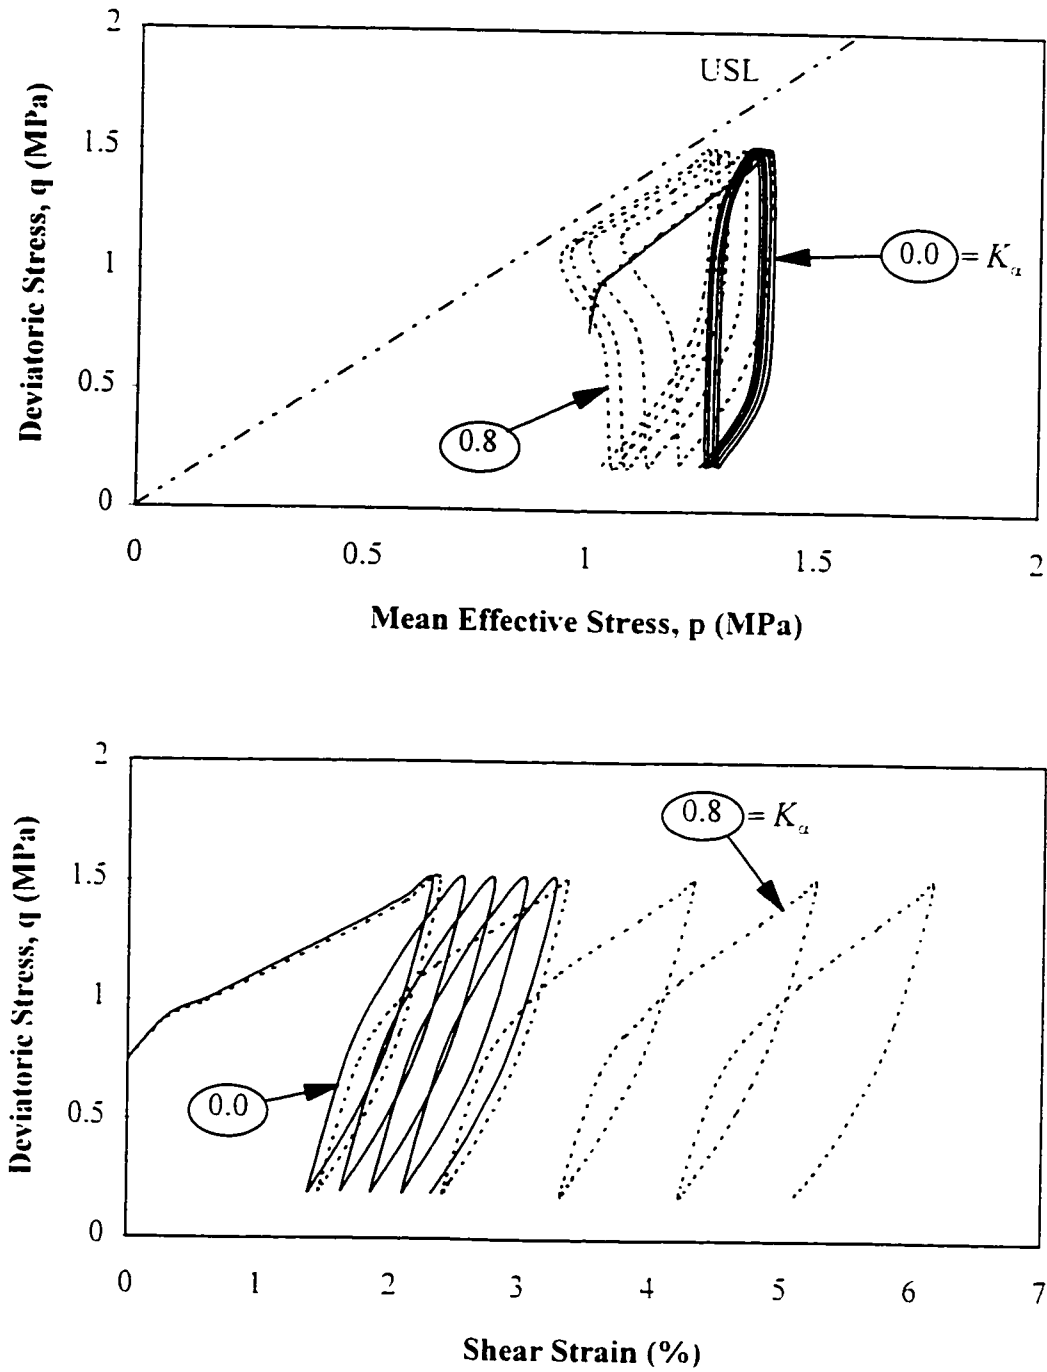 2
USL
1.5
1
0.0 = Kα
0.5
0.8
0
0 0.5 1 1.5 2
Deviatoric Stress, q (MPa)
Mean Effective Stress, p (MPa)
2
0.8 = Kα
1.5
1
0.0
0.5
0
0 1 2 3 4 5 6 7
Deviatoric Stress, q (MPa)
Shear Strain (%)